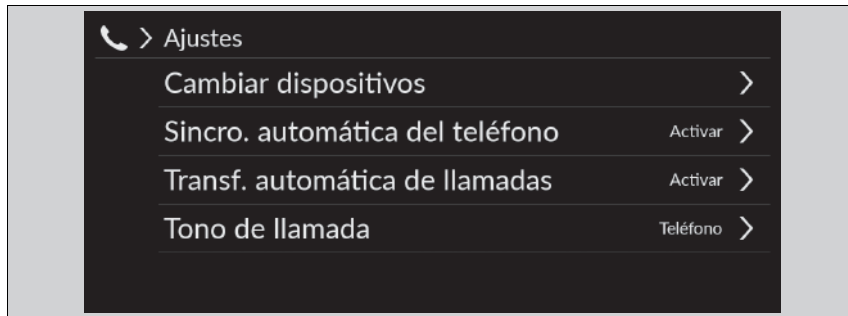 Ajustes
Cambiar dispositivos
Sincro. automática del teléfono Activar
Transf. automática de llamadas Activar
Tono de llamada Teléfono